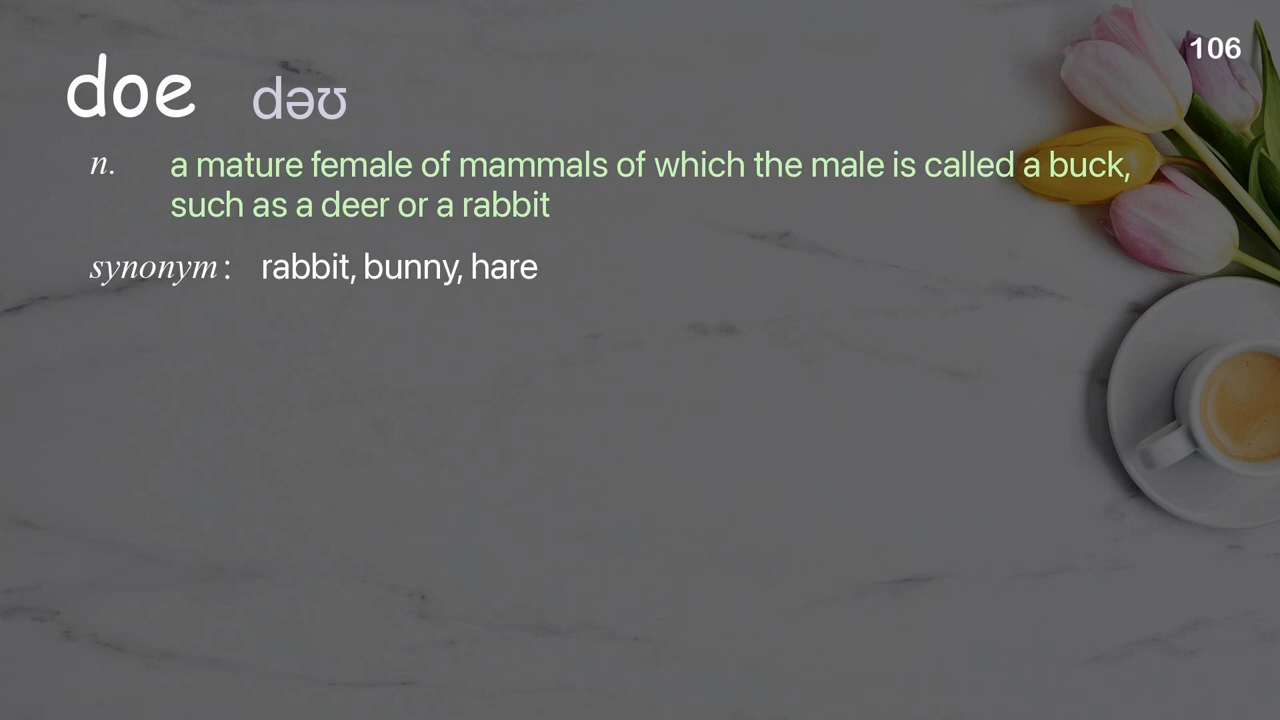 106
doe dəʊ
n. a mature female of mammals of which the male is called a buck,
such as a deer or a rabbit
synonym: rabbit, bunny, hare